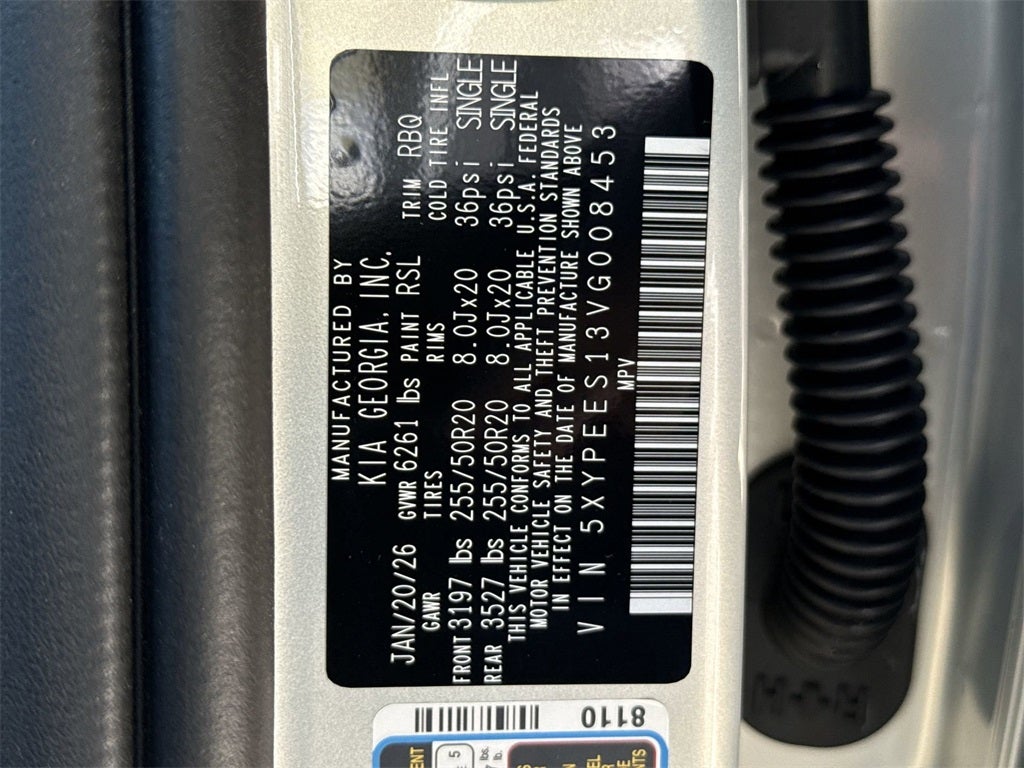 MANUFACTURED BY
KIA GEORGIA, INC.
JAN/20/26 GVWR 6261 lbs PAINT RSL TRIM RBQ
GAWR TIRES RIMS COLD TIRE INFL
FRONT 3197 lbs 255/50R20 8.0Jx20 36psi SINGLE
REAR 3527 lbs 255/50R20 8.0Jx20 36psi SINGLE
THIS VEHICLE CONFORMS TO ALL APPLICABLE U.S.A. FEDERAL
MOTOR VEHICLE SAFETY AND THEFT PREVENTION STANDARDS
IN EFFECT ON THE DATE OF MANUFACTURE SHOWN ABOVE
VIN 5XYPEES13VG008453
MPV
8110